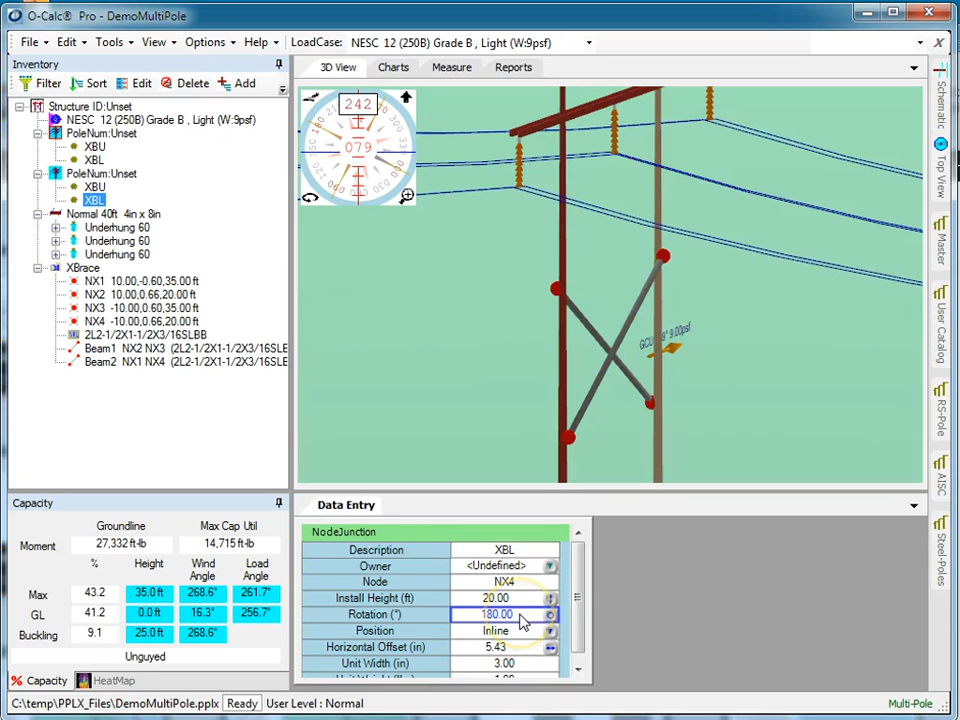 O-Calc® Pro - DemoMultiPole
File Edit Tools View Options Help LoadCase: NESC 12 (250B) Grade B , Light (W:9psf) X
Inventory
Filter Sort Edit Delete Add
Structure ID:Unset
NESC 12 (250B) Grade B , Light (W:9psf)
PoleNum:Unset
XBU
XBL
PoleNum:Unset
XBU
XBL
Normal 40ft 4in x 8in
Underhung 60
Underhung 60
Underhung 60
XBrace
NX1 10.00,-0.60,35.00 ft
NX2 10.00,0.66,20.00 ft
NX3 -10.00,0.60,35.00 ft
NX4 -10.00,0.66,20.00 ft
2L2-1/2X1-1/2X3/16SLBB
Beam1 NX2 NX3 (2L2-1/2X1-1/2X3/16SLE
Beam2 NX1 NX4 (2L2-1/2X1-1/2X3/16SLE
Capacity
Groundline Max Cap Util
Moment 27,332 ft-lb 14,715 ft-lb
% Height Wind Angle Load Angle
Max 43.2 35.0 ft 268.6° 261.0°
GL 41.2 0.0 ft 16.3° 256.7°
Buckling 9.1 25.0 ft 268.6°
Unguyed
% Capacity HeatMap
3D View Charts Measure Reports
242
079
9.00psf
Data Entry
NodeJunction
Description XBL
Owner <Undefined>
Node NX4
Install Height (ft) 20.00
Rotation (°) 180.00
Position Inline
Horizontal Offset (in) 5.43
Unit Width (in) 3.00
Schematic
Top View
Master
User Catalog
RS-Pole
AISC
Steel-Poles
C:\temp\PPLX_Files\DemoMultiPole.pplx Ready User Level : Normal Multi-Pole